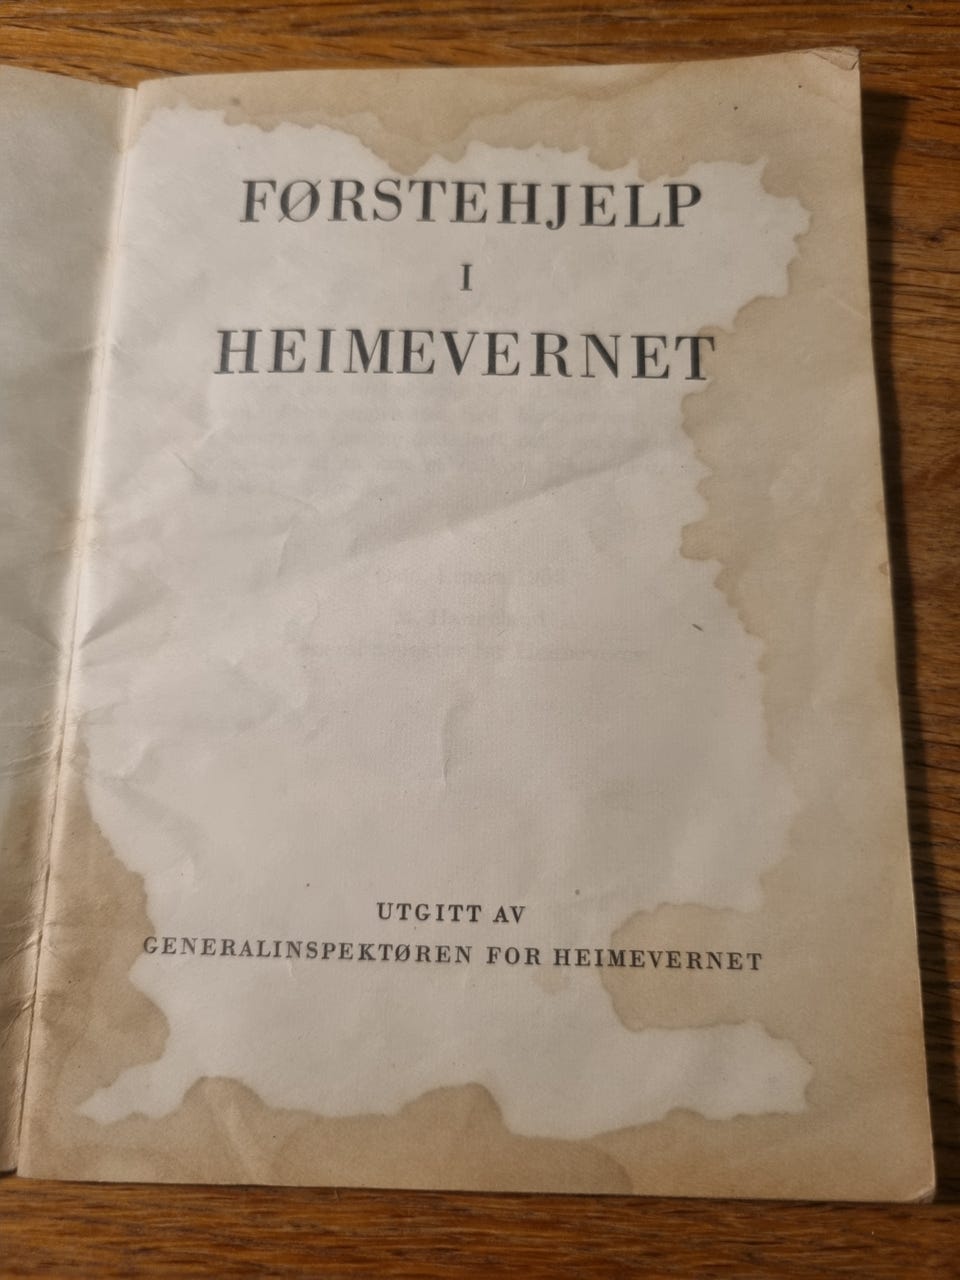 FØRSTEHJELP
I
HEIMEVERNET
UTGITT AV
GENERALINSPEKTØREN FOR HEIMEVERNET